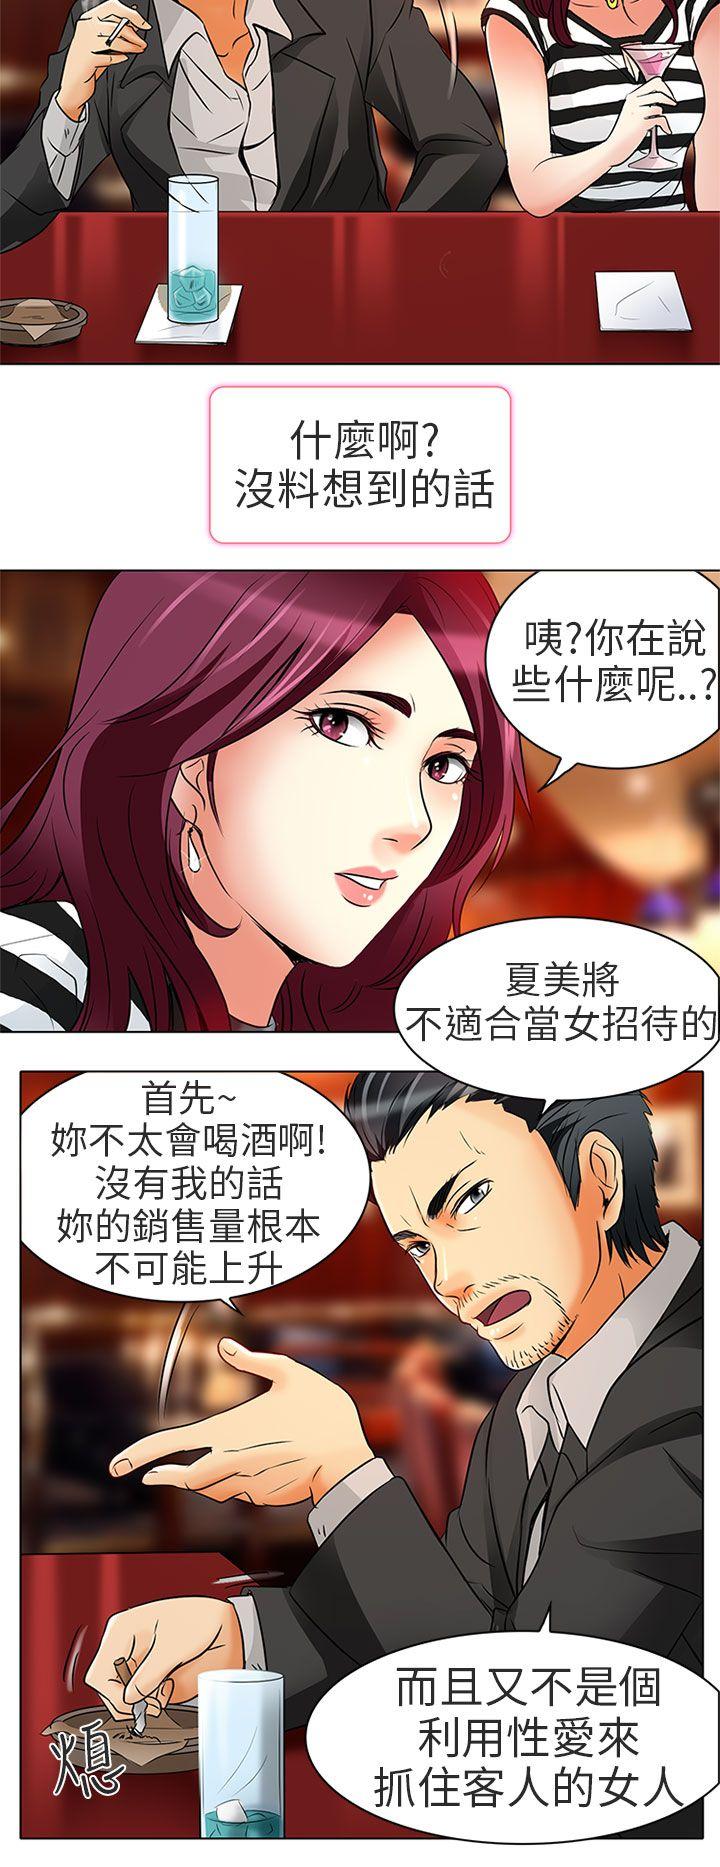 什麼啊?
沒料想到的話
咦?你在說
些什麼呢..?
夏美將
不適合當女招待的
首先~
妳不太會喝酒啊!
沒有我的話
妳的銷售量根本
不可能上升
而且又不是個
利用性愛來
抓住客人的女人
熄